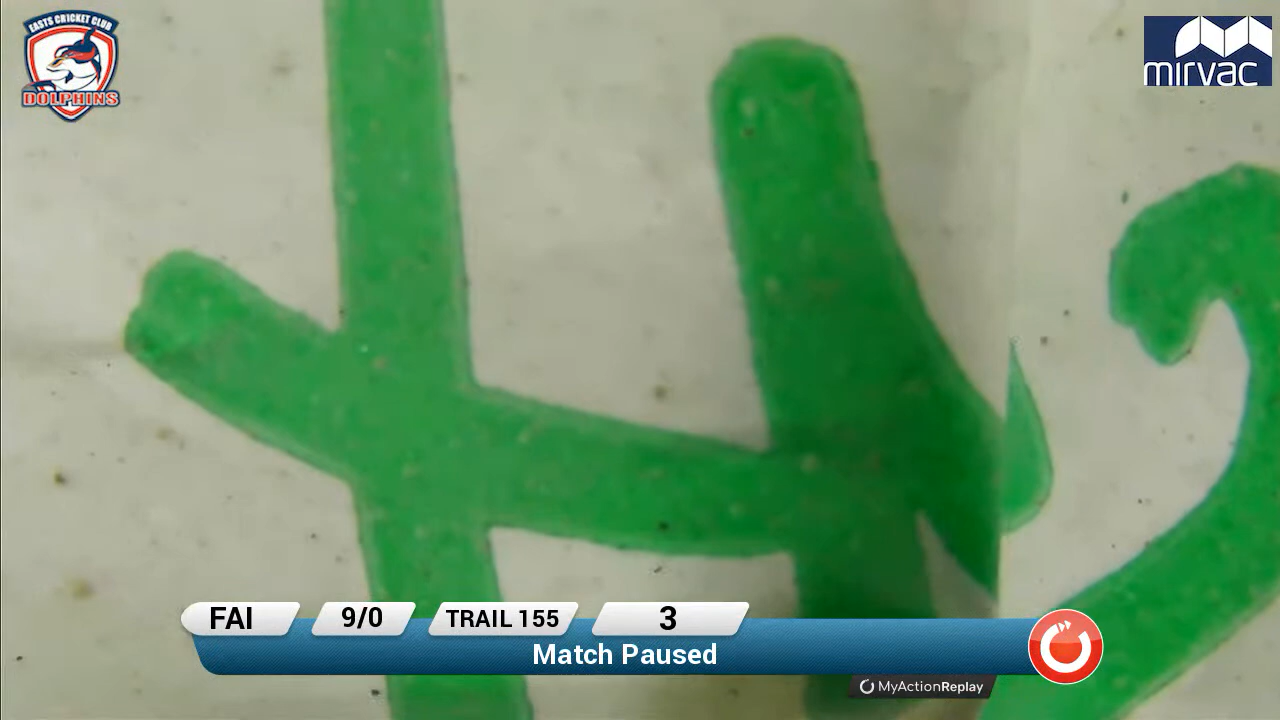 EASTS CRICKET CLUB
DOLPHINS
mirvac
FAI 9/0 TRAIL 155 3
Match Paused
MyActionReplay